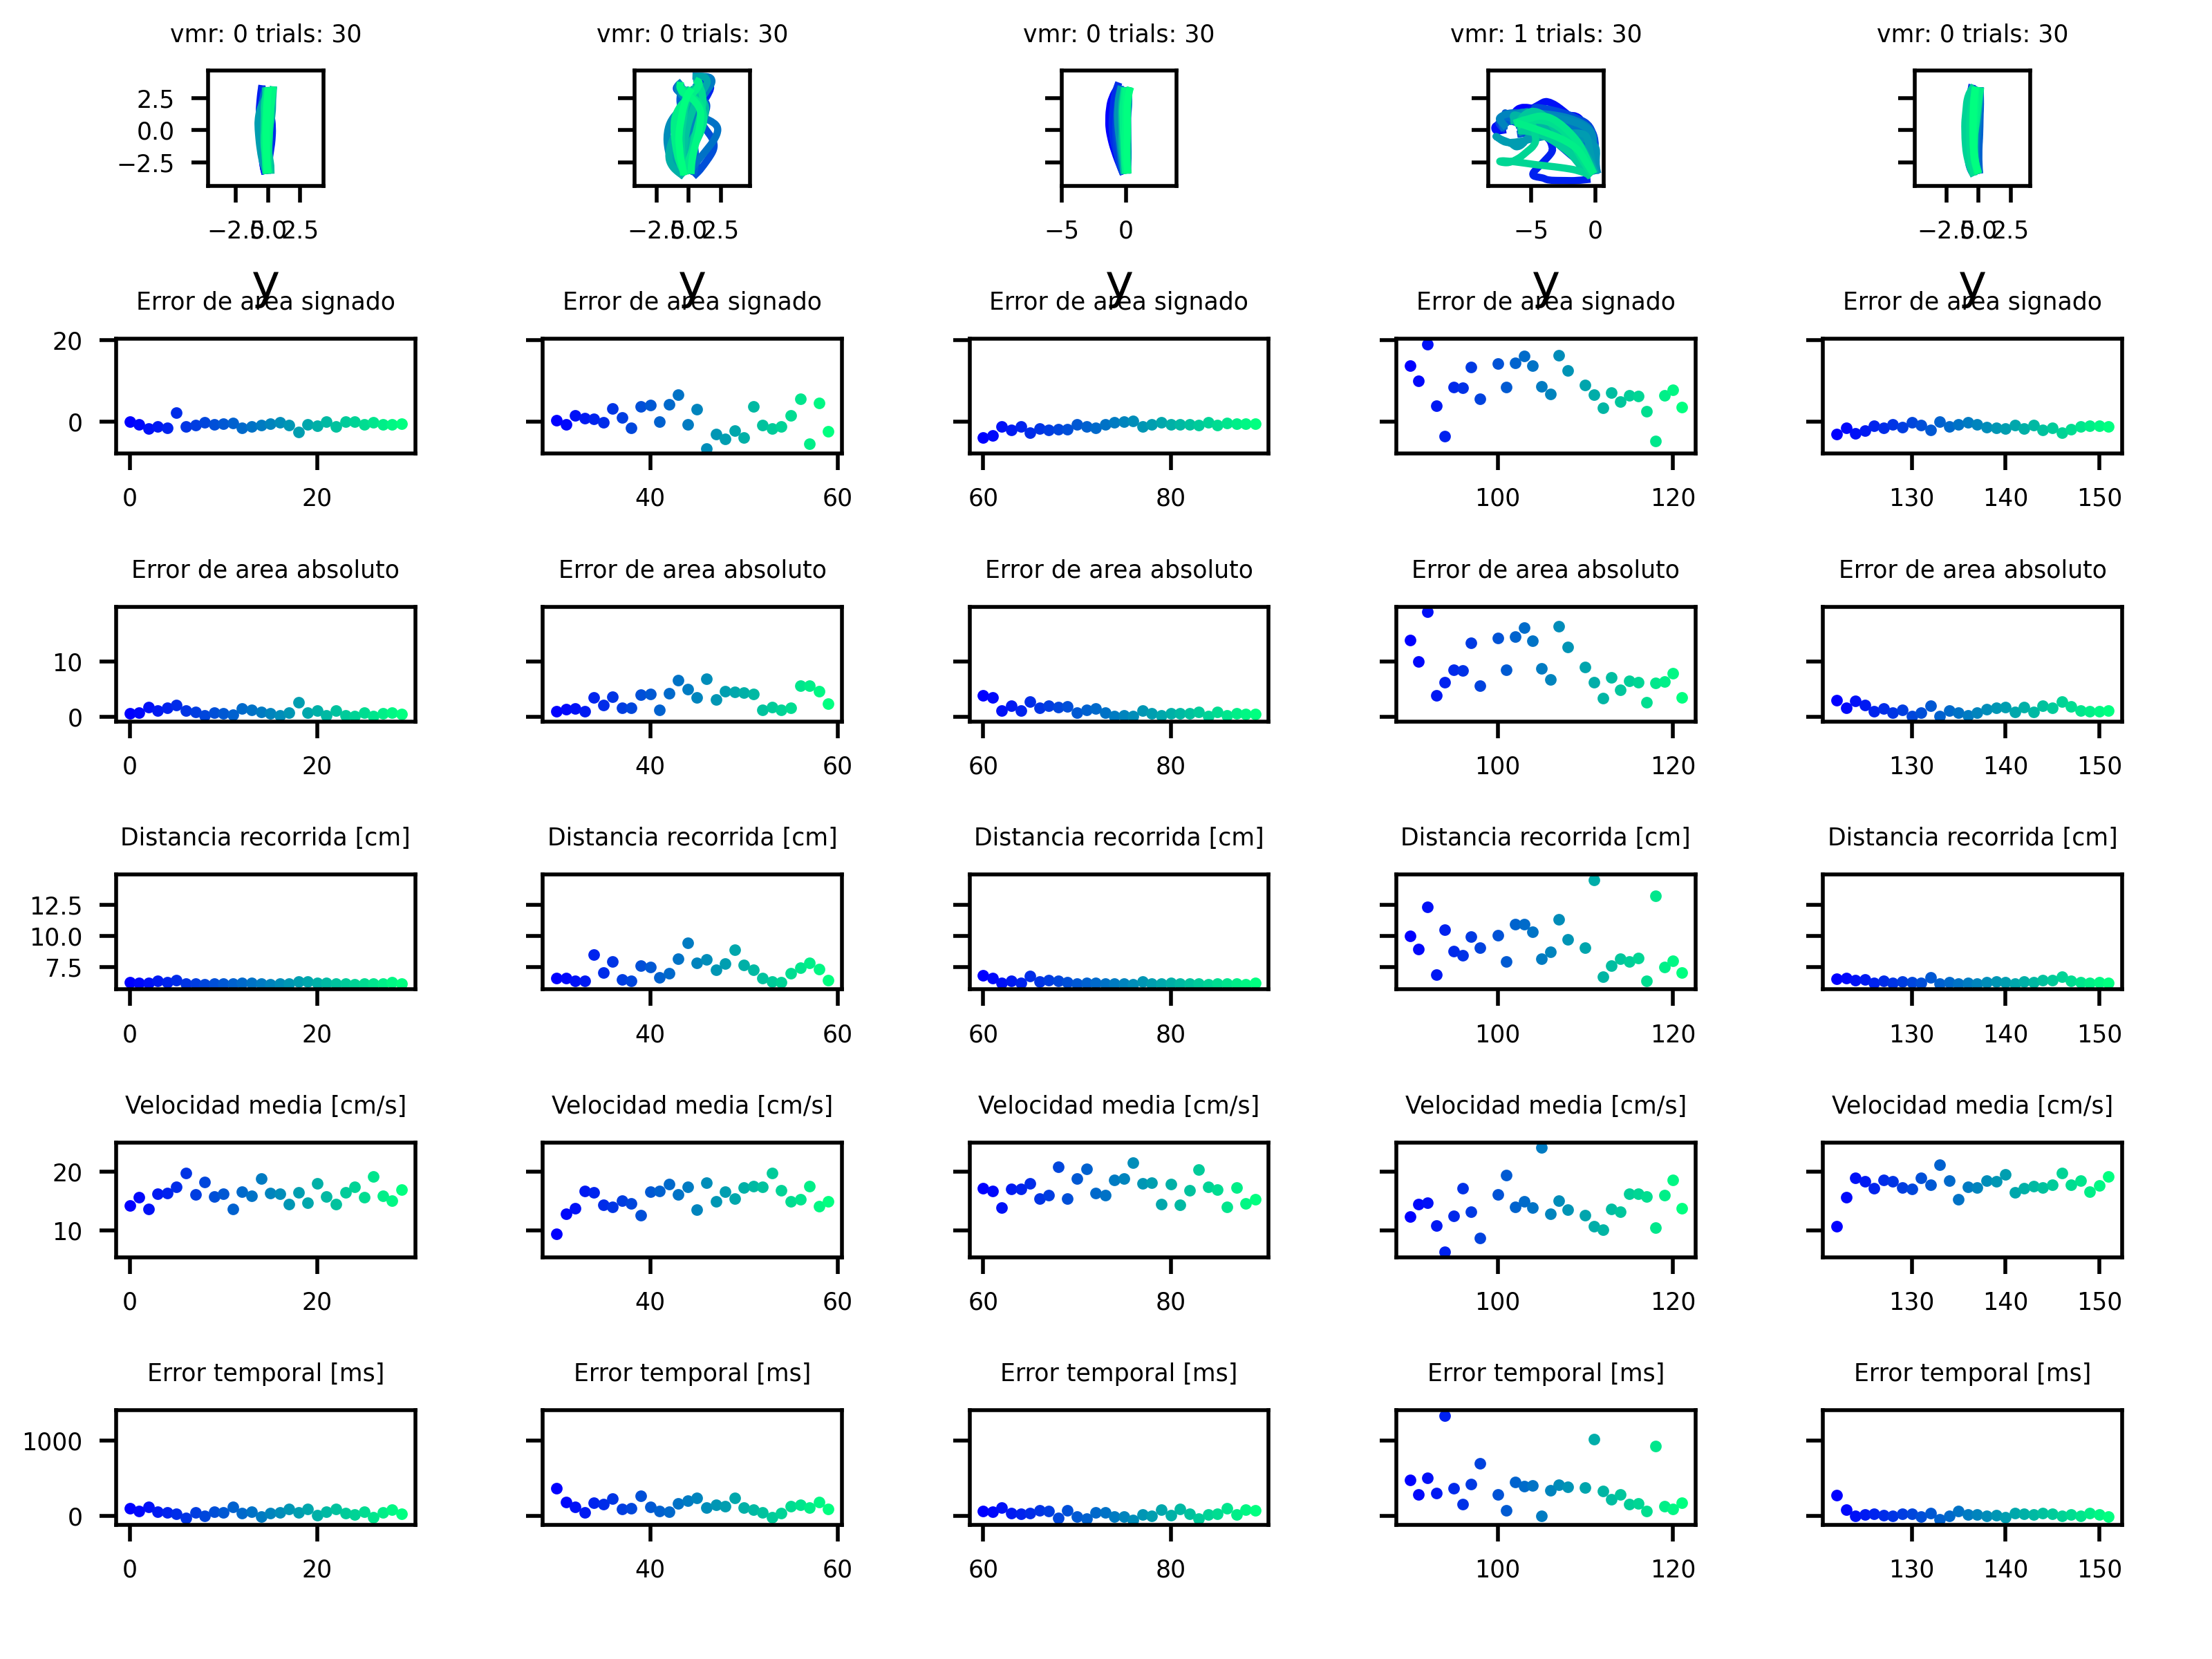 vmr: 0 trials: 30 vmr: 0 trials: 30 vmr: 0 trials: 30 vmr: 1 trials: 30 vmr: 0 trials: 30
2.5
0.0
−2.5
−2.5 0.0 2.5 −2.5 0.0 2.5 −5 0 −5 0 −2.5 0.0 2.5
y y y y y
Error de area signado Error de area signado Error de area signado Error de area signado Error de area signado
20
0
0 20 40 60 60 80 100 120 130 140 150
Error de area absoluto Error de area absoluto Error de area absoluto Error de area absoluto Error de area absoluto
10
0
0 20 40 60 60 80 100 120 130 140 150
Distancia recorrida [cm] Distancia recorrida [cm] Distancia recorrida [cm] Distancia recorrida [cm] Distancia recorrida [cm]
12.5
10.0
7.5
0 20 40 60 60 80 100 120 130 140 150
Velocidad media [cm/s] Velocidad media [cm/s] Velocidad media [cm/s] Velocidad media [cm/s] Velocidad media [cm/s]
20
10
0 20 40 60 60 80 100 120 130 140 150
Error temporal [ms] Error temporal [ms] Error temporal [ms] Error temporal [ms] Error temporal [ms]
1000
0
0 20 40 60 60 80 100 120 130 140 150